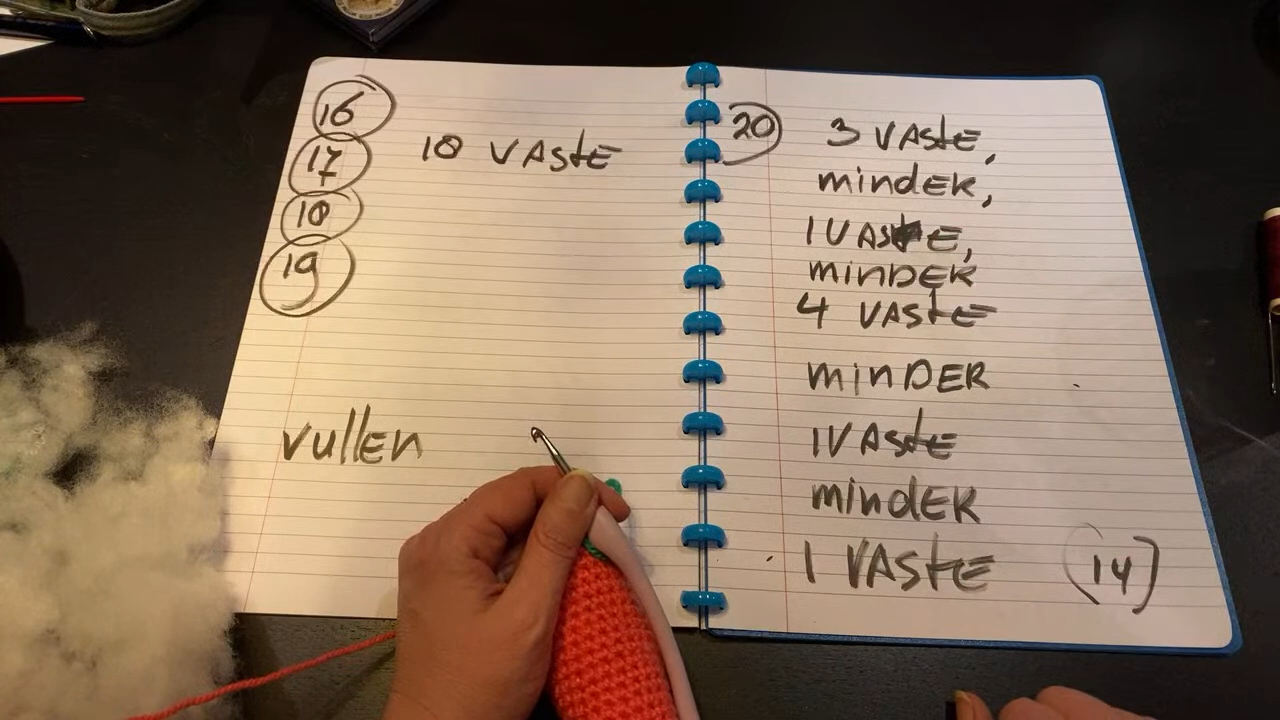 16
17 18 VASTE
18
19
vullen
20 3 VASTE,
mindER,
1 VASTE,
minDER
4 VASTE
minDER
1 VASTE
mindER
1 VASTE (14)